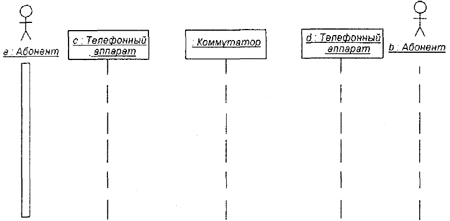 a : Абонент
c : Телефонный
аппарат
: Коммутатор
d : Телефонный
аппарат
b : Абонент